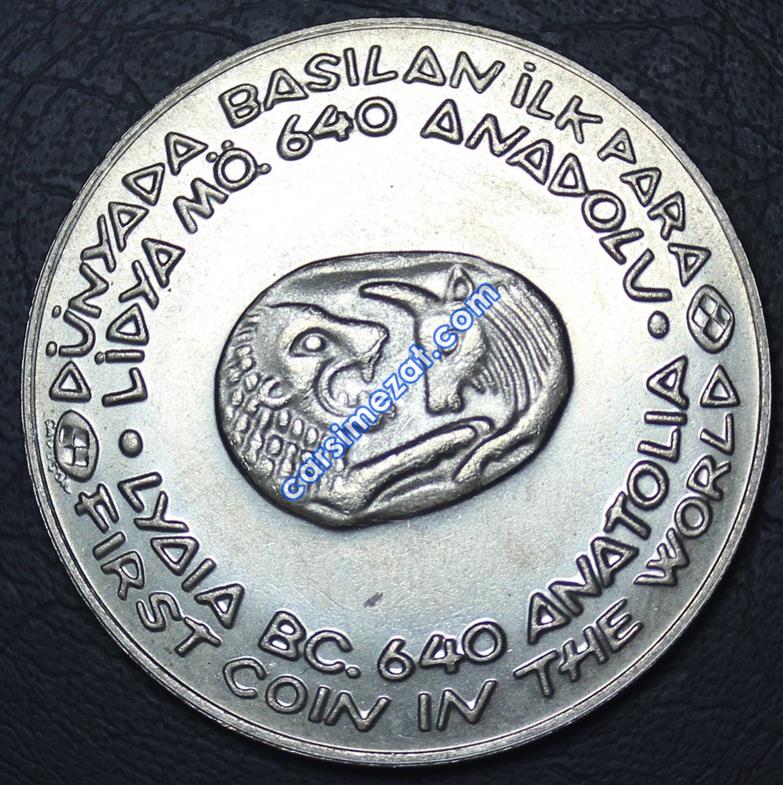 DÜNYADA BASILAN İLK PARA
LİDYA MÖ. 640 ANADOLU
LYDIA BC. 640 ANATOLIA
FIRST COIN IN THE WORLD
carsimezat.com